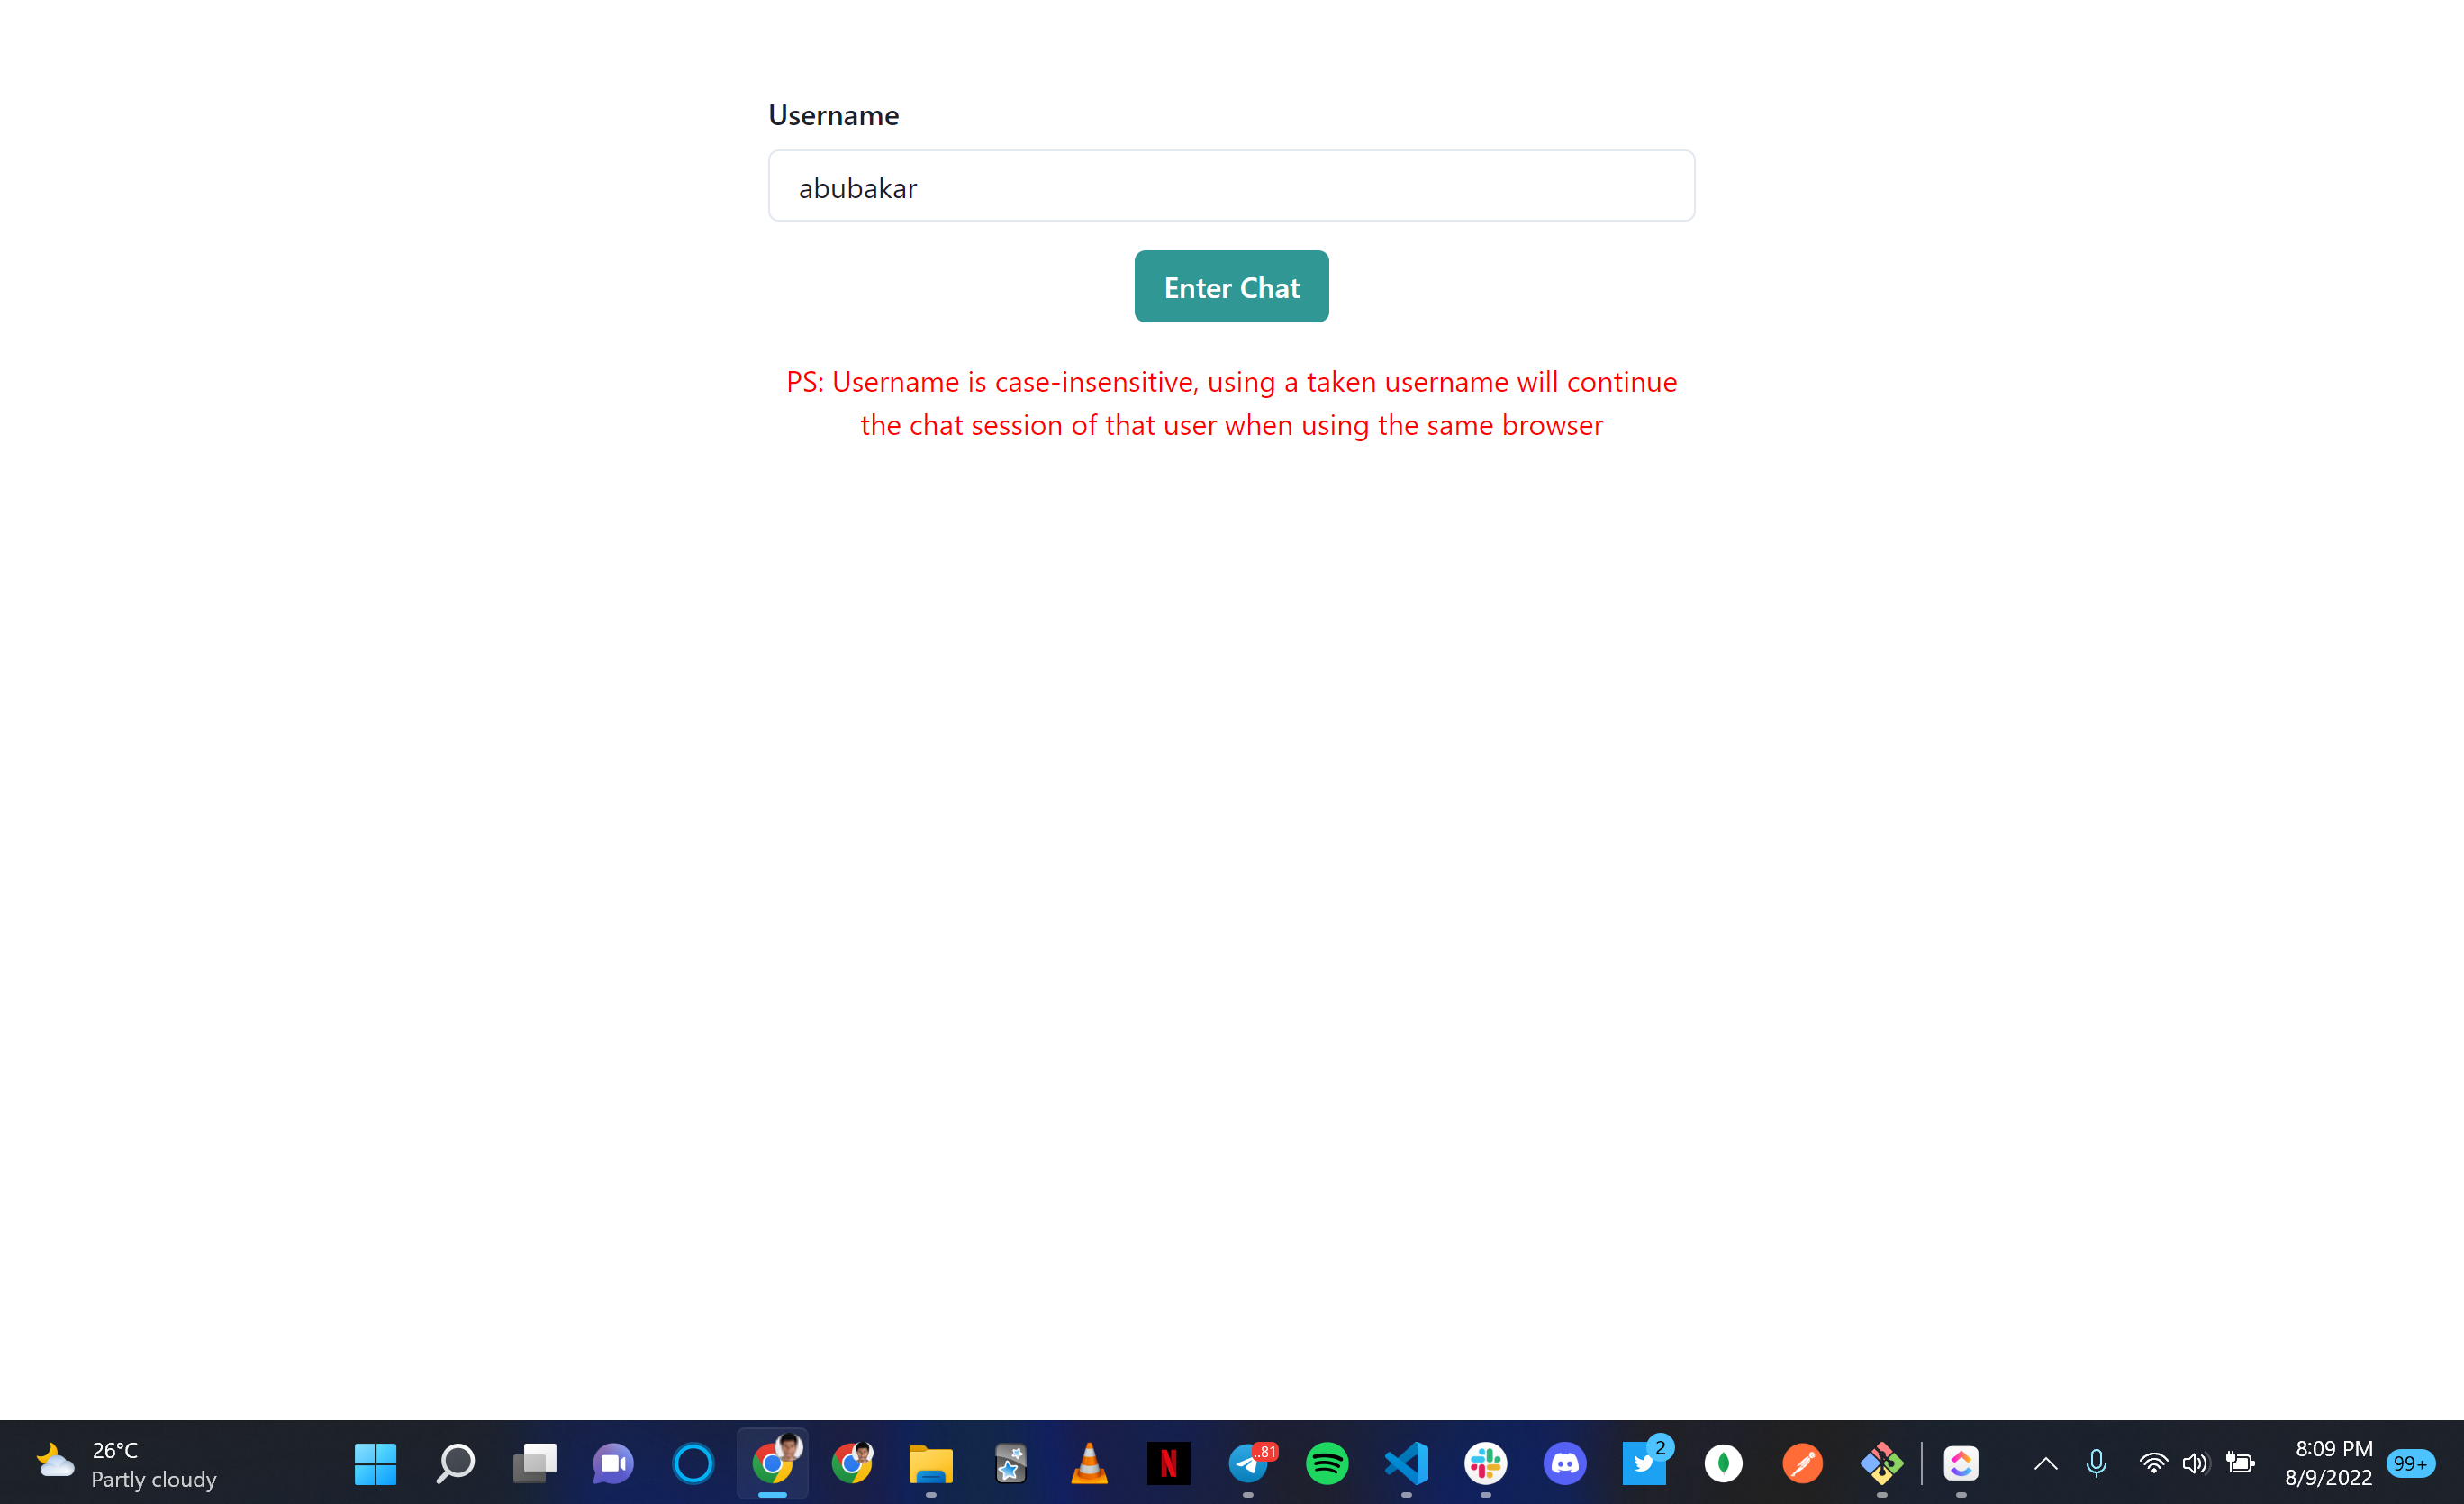 Username
abubakar
Enter Chat
PS: Username is case-insensitive, using a taken username will continue
the chat session of that user when using the same browser
26°C
Partly cloudy
N
..81
2
8:09 PM
8/9/2022
99+